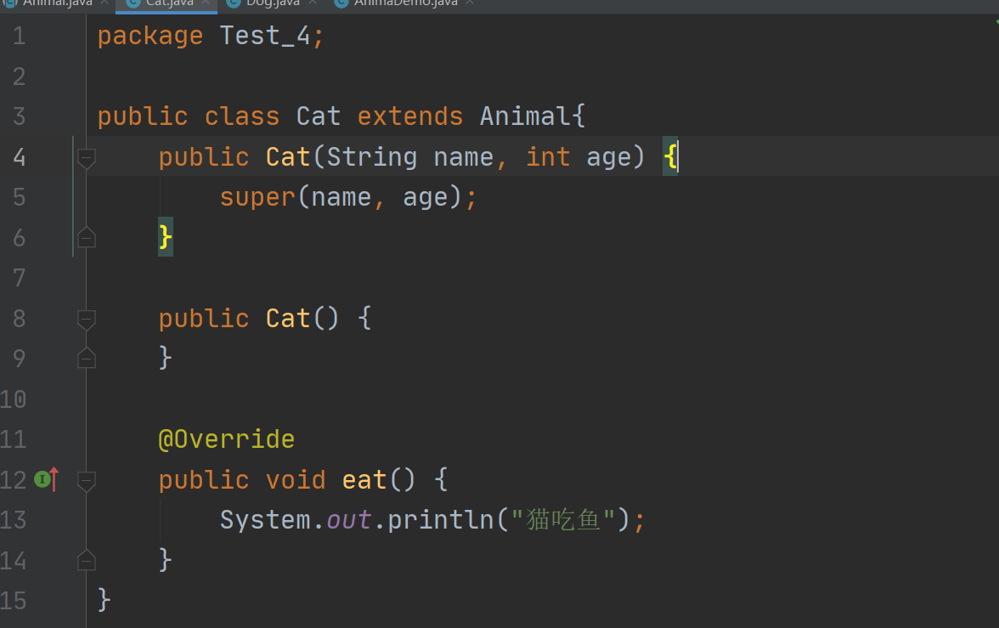 Animal.java Cat.java Dog.java AnimaDemo.java
1 package Test_4;
2
3 public class Cat extends Animal{
4 public Cat(String name, int age) {
5 super(name, age);
6 }
7
8 public Cat() {
9 }
10
11 @Override
12 public void eat() {
13 System.out.println("猫吃鱼");
14 }
15 }